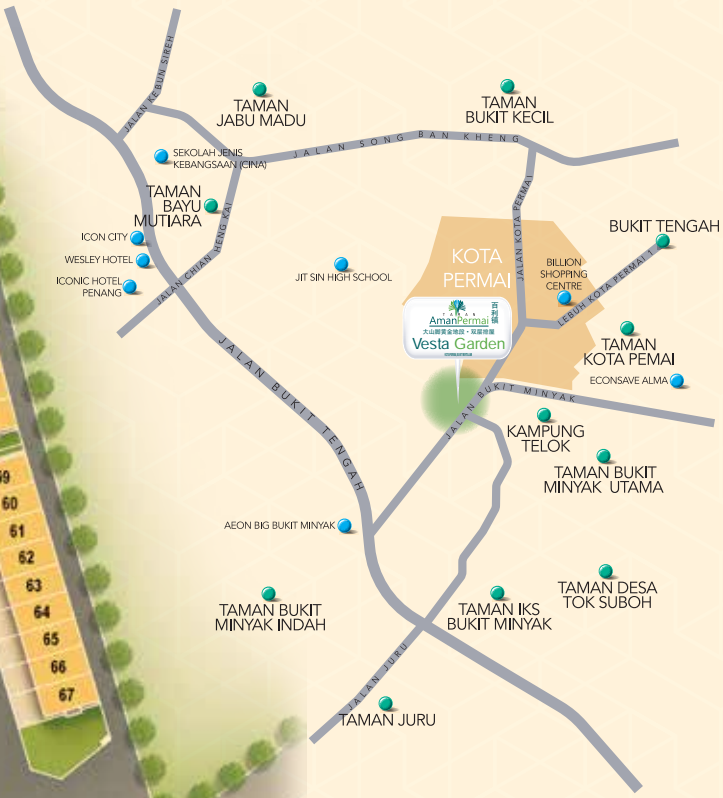 JALAN KEBUN SIREH
TAMAN
JABU MADU
TAMAN
BUKIT KECIL
JALAN SONG BAN KHENG
SEKOLAH JENIS
KEBANGSAAN (CINA)
TAMAN
BAYU
MUTIARA
JALAN KOTA PERMAI
ICON CITY
WESLEY HOTEL
ICONIC HOTEL
PENANG
JALAN CHIAN HENG KAI
JIT SIN HIGH SCHOOL
KOTA
PERMAI
BUKIT TENGAH
BILLION
SHOPPING
CENTRE
LEBUH KOTA PERMAI 1
TAMAN
AmanPermai
百利镇
Vesta Garden
TAMAN
KOTA PEMAI
ECONSAVE ALMA
JALAN BUKIT TENGAH
JALAN BUKIT MINYAK
KAMPUNG
TELOK
TAMAN BUKIT
MINYAK UTAMA
AEON BIG BUKIT MINYAK
TAMAN BUKIT
MINYAK INDAH
TAMAN IKS
BUKIT MINYAK
TAMAN DESA
TOK SUBOH
JALAN JURU
TAMAN JURU
60
61
62
63
64
65
66
67